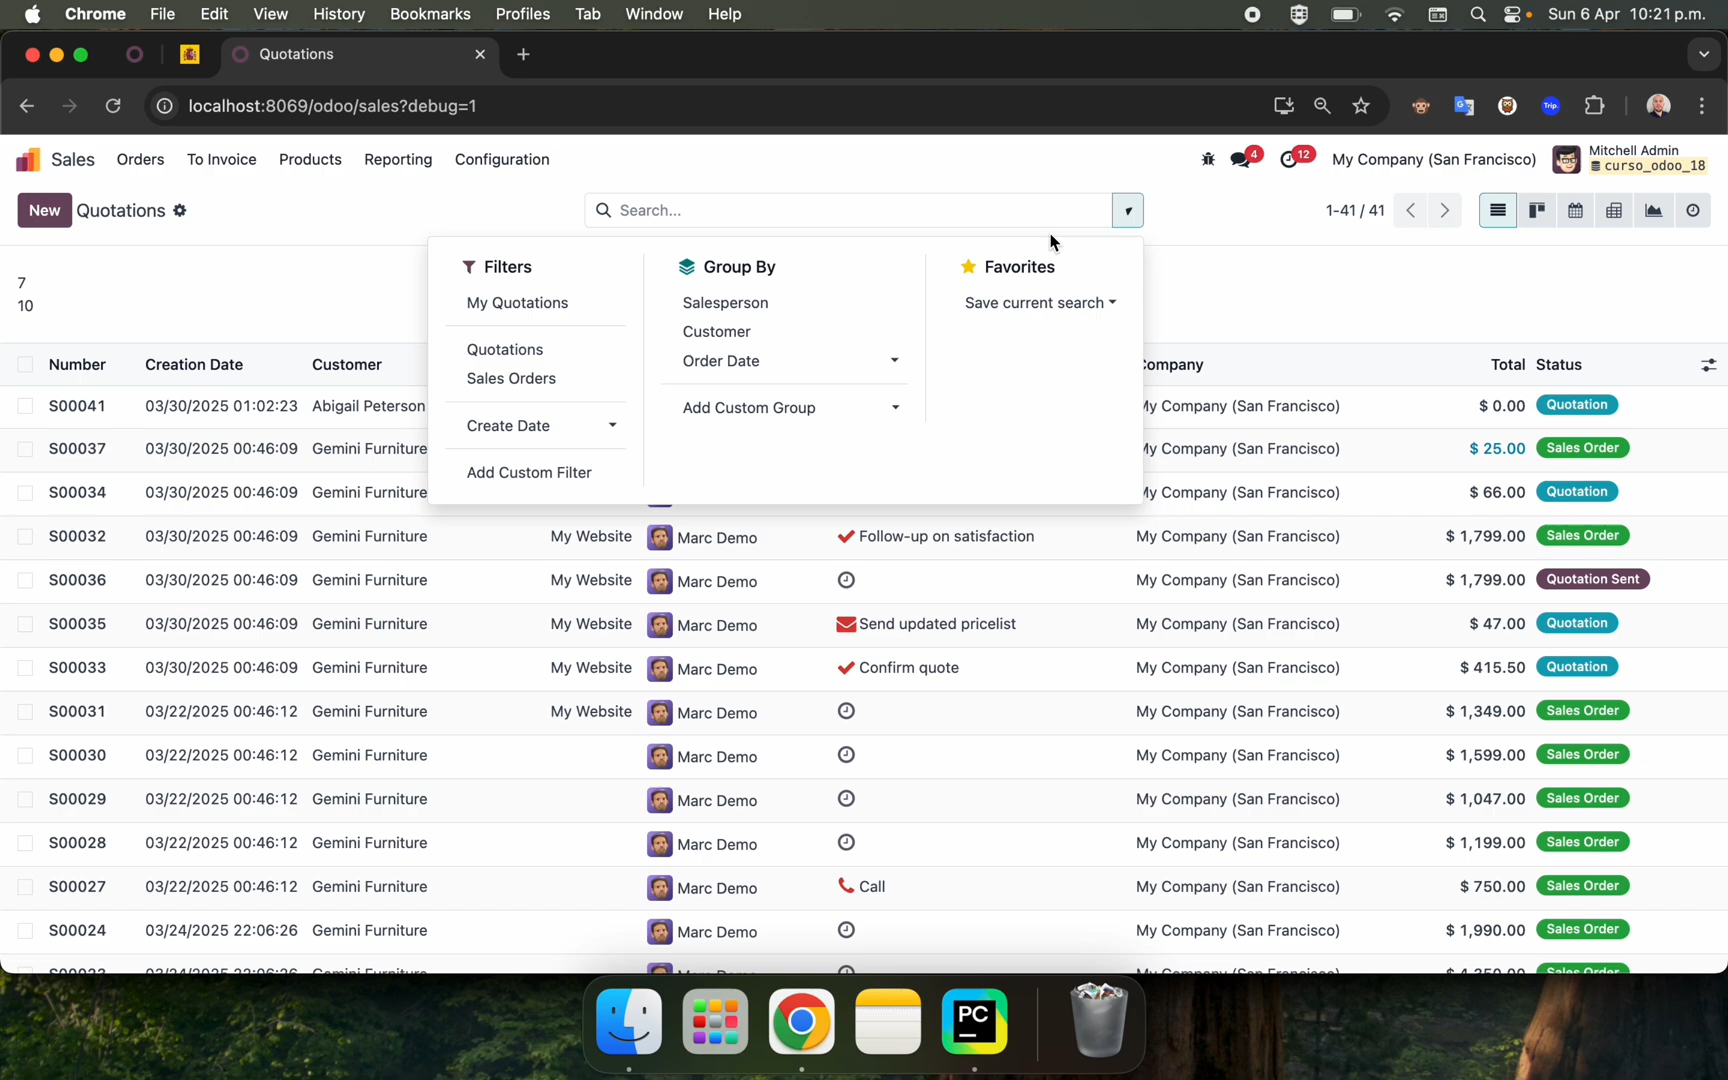 Chrome File Edit View History Bookmarks Profiles Tab Window Help Sun 6 Apr 10:21 p.m.
Quotations
localhost:8069/odoo/sales?debug=1 Trip.
Sales Orders To Invoice Products Reporting Configuration 4 12 My Company (San Francisco) Mitchell Admin
curso_odoo_18
New Quotations Search... 1-41 / 41
Filters Group By Favorites
7
My Quotations Salesperson Save current search
10
Customer
Quotations
Order Date
Number Creation Date Customer Company Total Status
Sales Orders
S00041 03/30/2025 01:02:23 Abigail Peterson Add Custom Group My Company (San Francisco) $ 0.00 Quotation
Create Date
S00037 03/30/2025 00:46:09 Gemini Furniture My Company (San Francisco) $ 25.00 Sales Order
Add Custom Filter
S00034 03/30/2025 00:46:09 Gemini Furniture My Company (San Francisco) $ 66.00 Quotation
S00032 03/30/2025 00:46:09 Gemini Furniture My Website Marc Demo Follow-up on satisfaction My Company (San Francisco) $ 1,799.00 Sales Order
S00036 03/30/2025 00:46:09 Gemini Furniture My Website Marc Demo My Company (San Francisco) $ 1,799.00 Quotation Sent
S00035 03/30/2025 00:46:09 Gemini Furniture My Website Marc Demo Send updated pricelist My Company (San Francisco) $ 47.00 Quotation
S00033 03/30/2025 00:46:09 Gemini Furniture My Website Marc Demo Confirm quote My Company (San Francisco) $ 415.50 Quotation
S00031 03/22/2025 00:46:12 Gemini Furniture My Website Marc Demo My Company (San Francisco) $ 1,349.00 Sales Order
S00030 03/22/2025 00:46:12 Gemini Furniture Marc Demo My Company (San Francisco) $ 1,599.00 Sales Order
S00029 03/22/2025 00:46:12 Gemini Furniture Marc Demo My Company (San Francisco) $ 1,047.00 Sales Order
S00028 03/22/2025 00:46:12 Gemini Furniture Marc Demo My Company (San Francisco) $ 1,199.00 Sales Order
S00027 03/22/2025 00:46:12 Gemini Furniture Marc Demo Call My Company (San Francisco) $ 750.00 Sales Order
S00024 03/24/2025 22:06:26 Gemini Furniture Marc Demo My Company (San Francisco) $ 1,990.00 Sales Order
PC